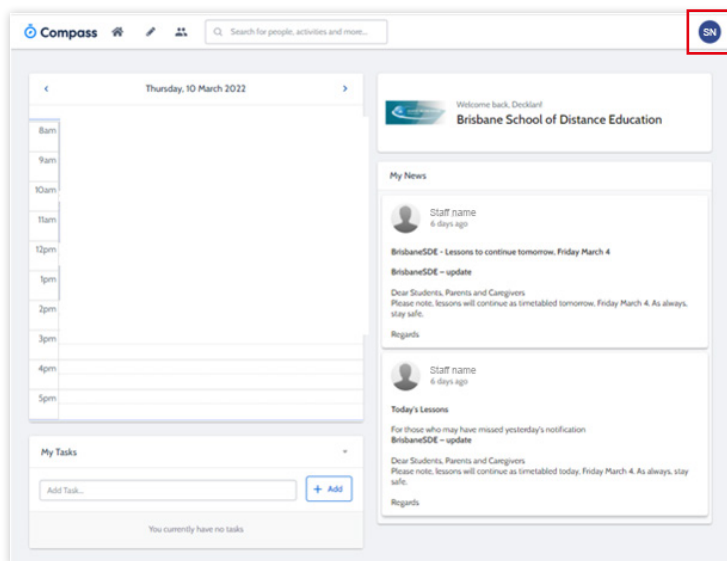 Compass
Search for people, activities and more...
SN
Thursday, 10 March 2022
8am
9am
10am
11am
12pm
1pm
2pm
3pm
4pm
5pm
My Tasks
Add Task...
+ Add
You currently have no tasks
Welcome back, Decklan!
Brisbane School of Distance Education
My News
Staff name
6 days ago
BrisbaneSDE - Lessons to continue tomorrow, Friday March 4
BrisbaneSDE – update
Dear Students, Parents and Caregivers
Please note, lessons will continue as timetabled tomorrow, Friday March 4. As always,
stay safe.
Regards
Staff name
6 days ago
Today's Lessons
For those who may have missed yesterday's notification
BrisbaneSDE – update
Dear Students, Parents and Caregivers
Please note, lessons will continue as timetabled today, Friday March 4. As always, stay
safe.
Regards